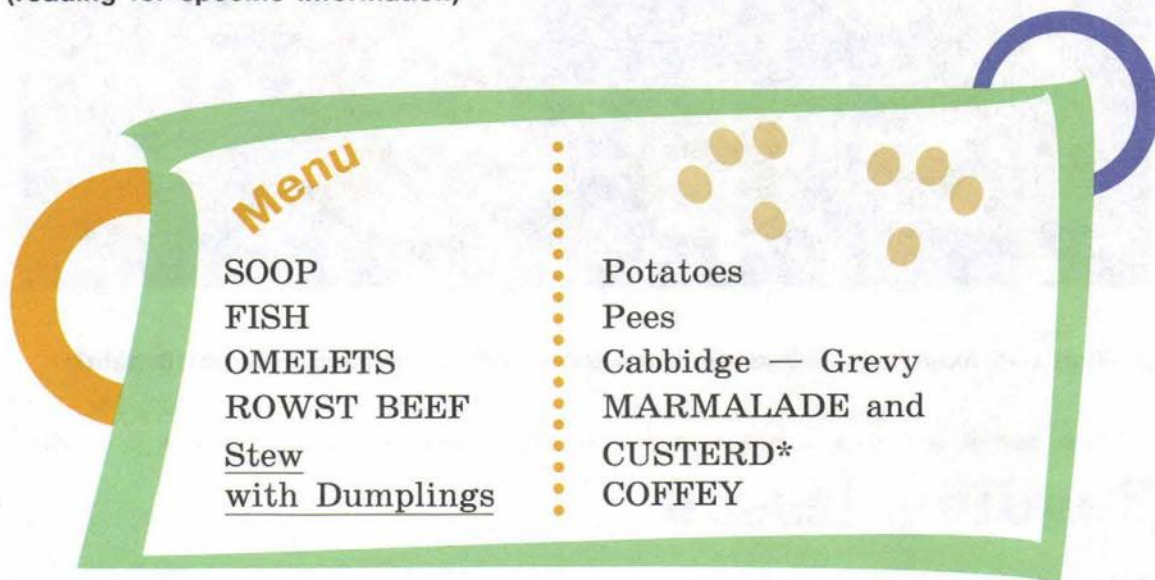 (reading for specific information)
Menu
SOOP
FISH
OMELETS
ROWST BEEF
Stew
with Dumplings
Potatoes
Pees
Cabbidge — Grevy
MARMALADE and
CUSTERD*
COFFEY